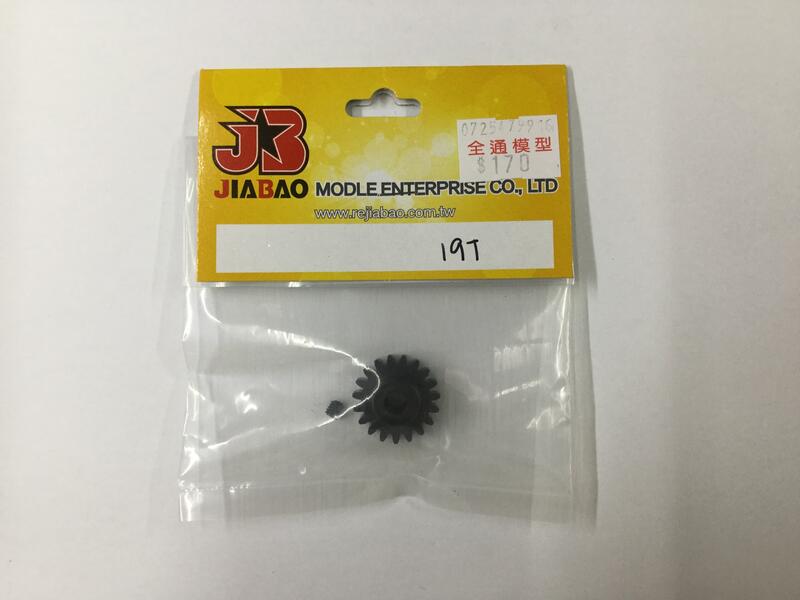 JB
全通模型
$170
JIABAO MODLE ENTERPRISE CO., LTD
www.rejiabao.com.tw
19T